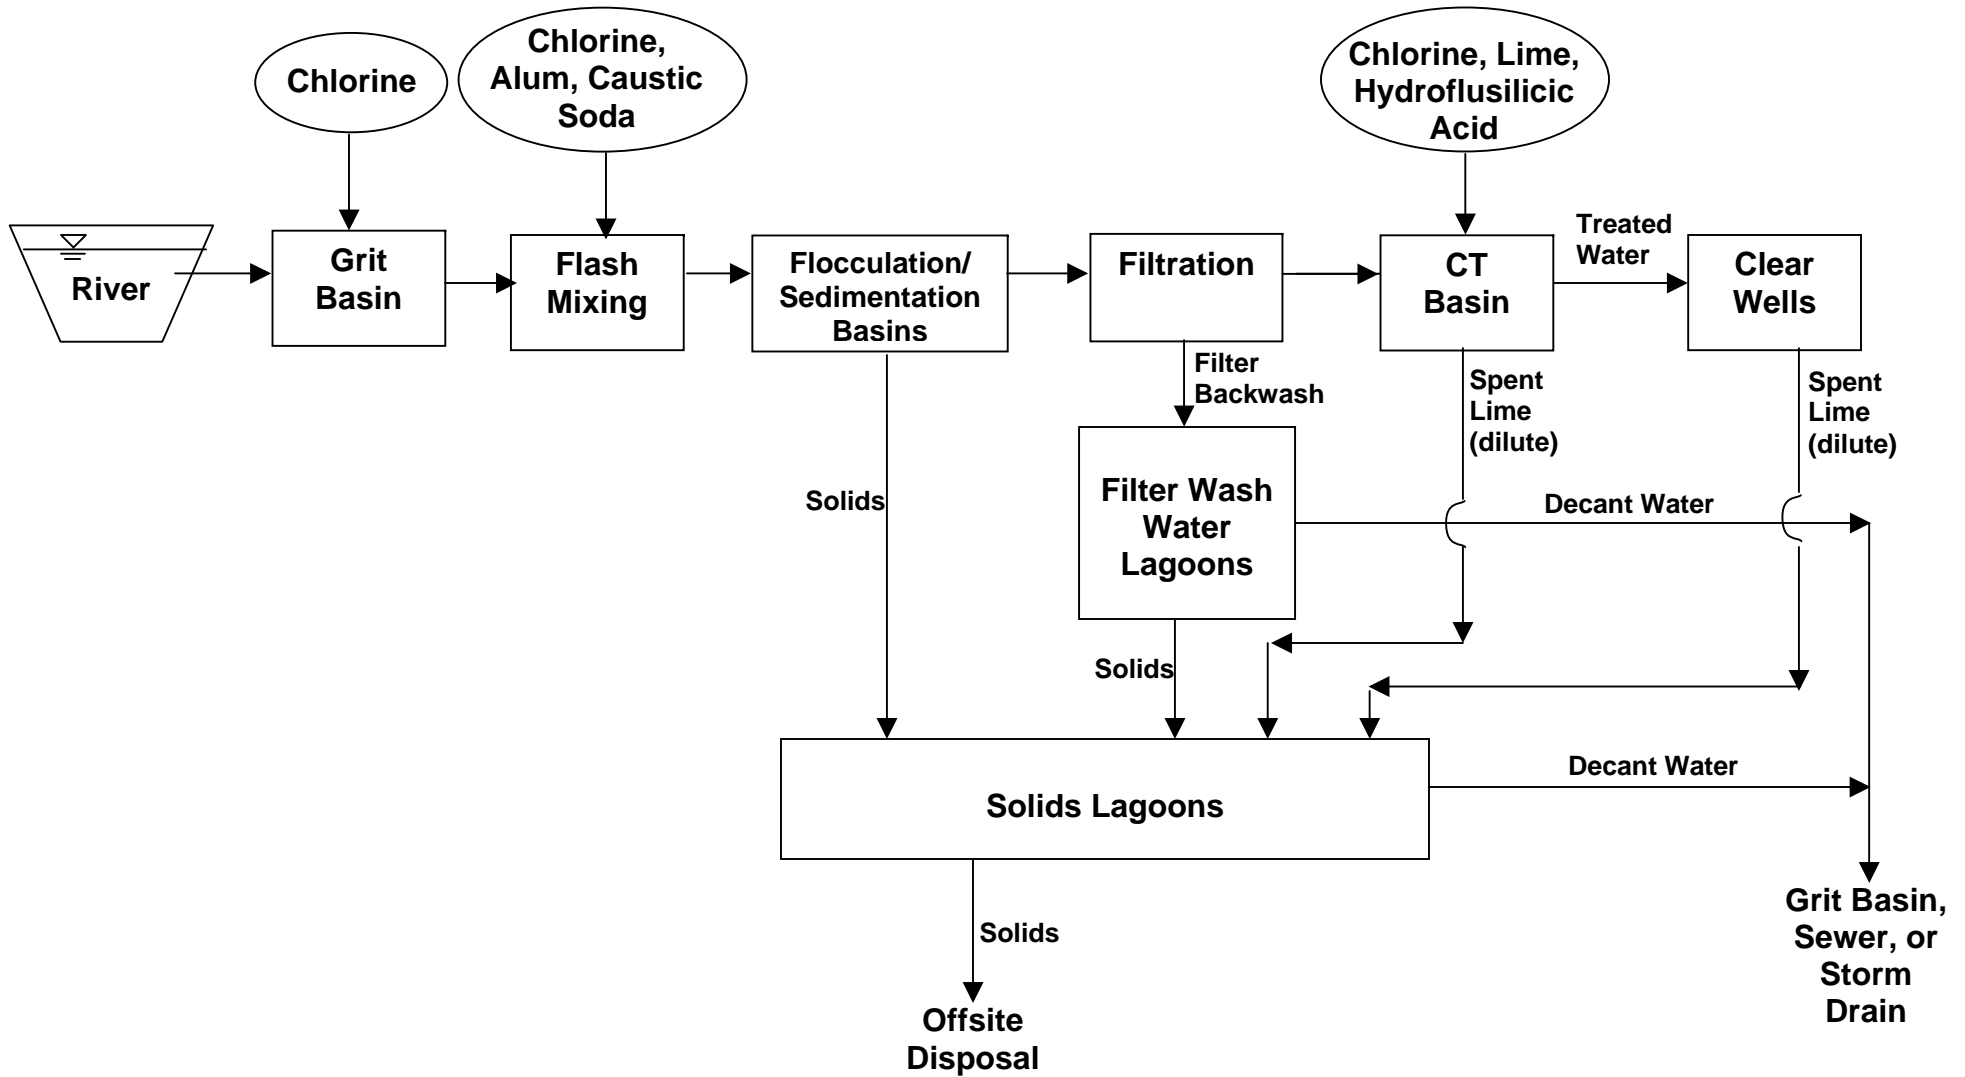 Chlorine
Chlorine,
Alum, Caustic
Soda
Chlorine, Lime,
Hydroflusilicic
Acid
River
Grit
Basin
Flash
Mixing
Flocculation/
Sedimentation
Basins
Filtration
CT
Basin
Treated
Water
Clear
Wells
Filter
Backwash
Spent
Lime
(dilute)
Spent
Lime
(dilute)
Solids
Filter Wash
Water
Lagoons
Decant Water
Solids
Solids Lagoons
Decant Water
Solids
Offsite
Disposal
Grit Basin,
Sewer, or
Storm
Drain